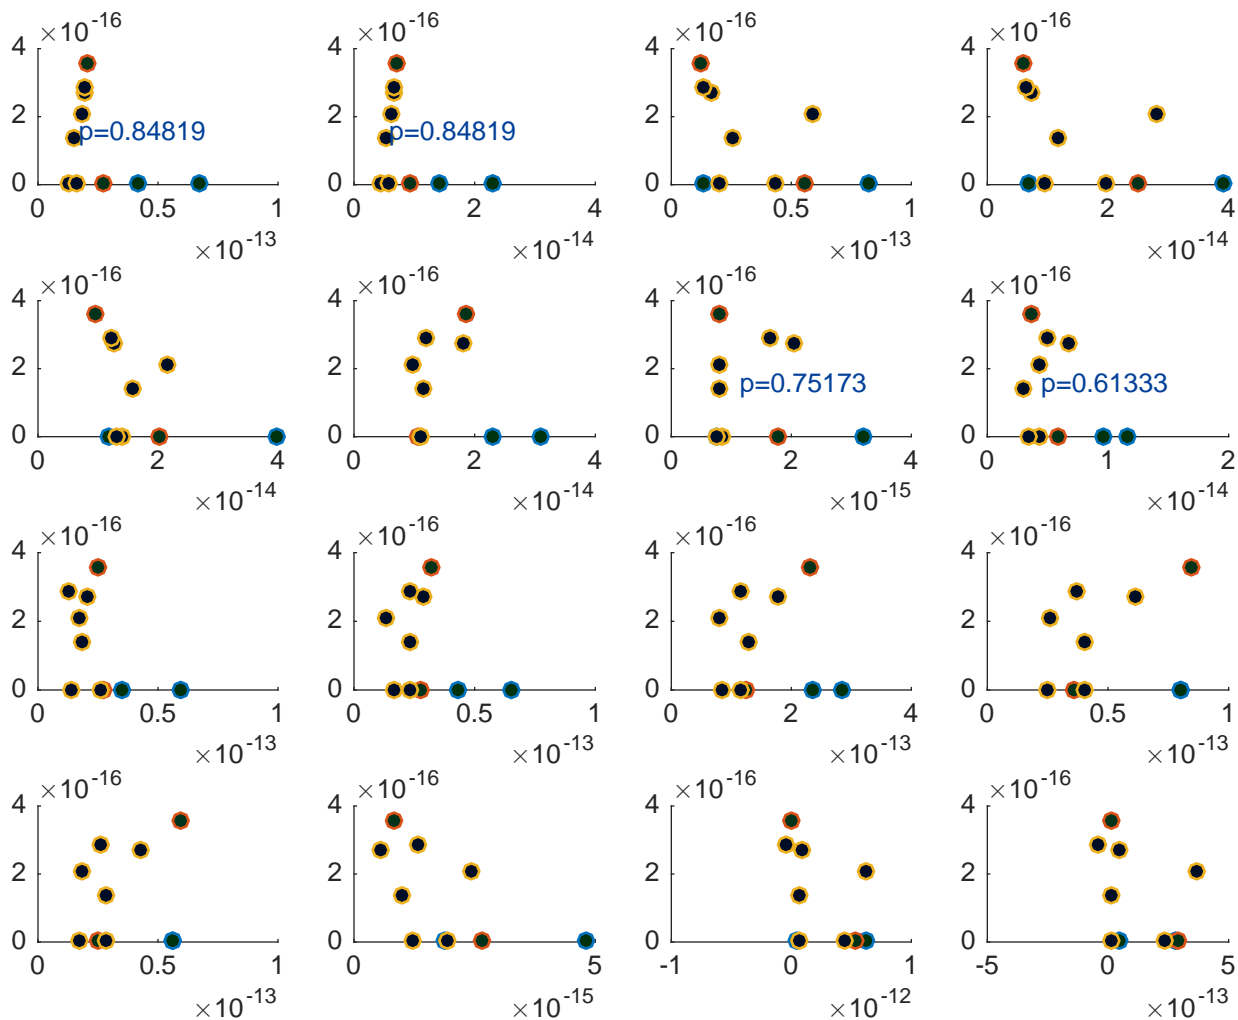 ×10-16 ×10-16 ×10-16 ×10-16
4 4 4 4
2 2 2 2
p=0.84819 p=0.84819
0 0 0 0
0 0.5 1 0 2 4 0 0.5 1 0 2 4
×10-13 ×10-14 ×10-13 ×10-14
×10-16 ×10-16 ×10-16 ×10-16
4 4 4 4
2 2 2 2
p=0.75173 p=0.61333
0 0 0 0
0 2 4 0 2 4 0 2 4 0 1 2
×10-14 ×10-14 ×10-15 ×10-14
×10-16 ×10-16 ×10-16 ×10-16
4 4 4 4
2 2 2 2
0 0 0 0
0 0.5 1 0 0.5 1 0 2 4 0 0.5 1
×10-13 ×10-13 ×10-13 ×10-13
×10-16 ×10-16 ×10-16 ×10-16
4 4 4 4
2 2 2 2
0 0 0 0
0 0.5 1 0 5 -1 0 1 -5 0 5
×10-13 ×10-15 ×10-12 ×10-13